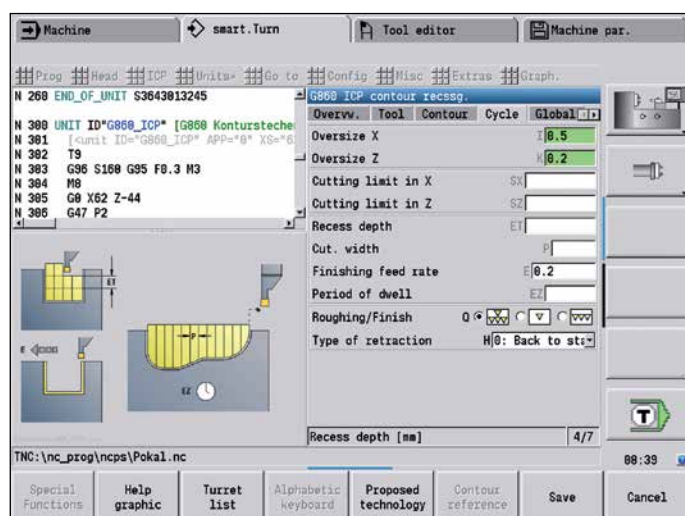 Machine
smart.Turn
Tool editor
Machine par.
Prog Head ICP Units» Go to Config Misc Extras Graph.
N 260 END_OF_UNIT S3643013245
N 300 UNIT ID"G860_ICP" [G860 Konturstecher
N 301 [<unit ID="G860_ICP" APP="0" XS="6
N 302 T9
N 303 G96 S160 G95 F0.3 M3
N 304 M8
N 305 G0 X62 Z-44
N 306 G47 P2
G860 ICP contour recssg.
Overvw. Tool Contour Cycle Global
Oversize X I 0.5
Oversize Z K 0.2
Cutting limit in X SX
Cutting limit in Z SZ
Recess depth ET
Cut. width P
Finishing feed rate E 0.2
Period of dwell EZ
Roughing/Finish Q
Type of retraction H 0: Back to sta
ET
P
E
EZ
T
Recess depth [mm] 4/7
TNC:\nc_prog\ncps\Pokal.nc
08:39
Special Functions
Help graphic
Turret list
Alphabetic keyboard
Proposed technology
Contour reference
Save
Cancel